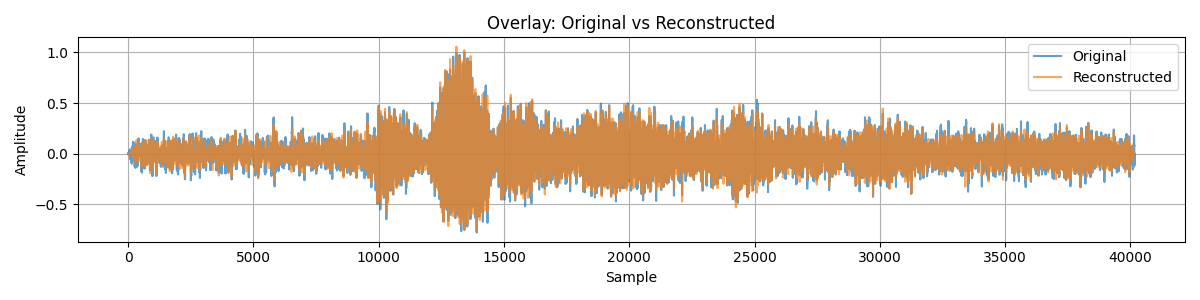 Overlay: Original vs Reconstructed
Original
Reconstructed
Amplitude
1.0
0.5
0.0
−0.5
0 5000 10000 15000 20000 25000 30000 35000 40000
Sample